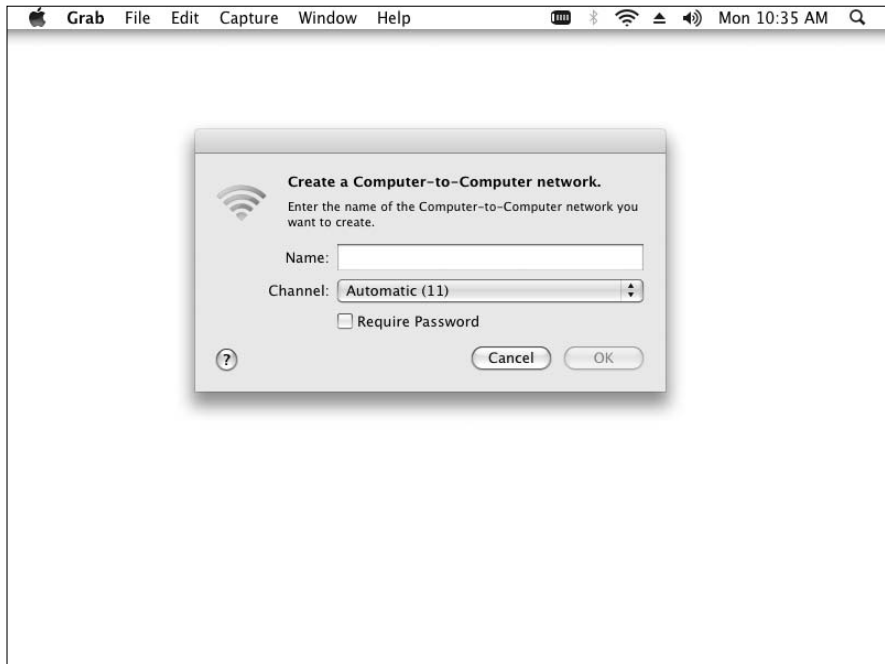 Grab File Edit Capture Window Help Mon 10:35 AM
Create a Computer-to-Computer network.
Enter the name of the Computer-to-Computer network you
want to create.
Name:
Channel: Automatic (11)
Require Password
? Cancel OK